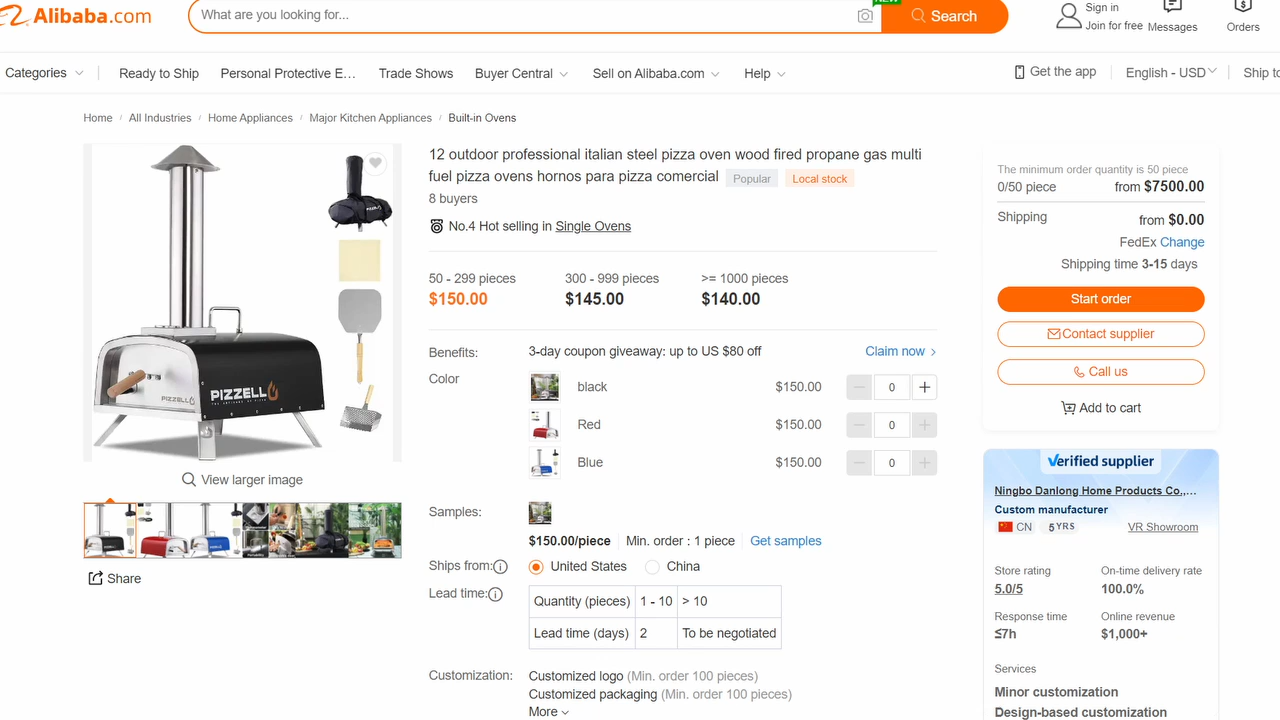 Alibaba.com
What are you looking for...
NEW
Search
Sign in
Join for free
Messages
Orders
Categories
Ready to Ship
Personal Protective E...
Trade Shows
Buyer Central
Sell on Alibaba.com
Help
Get the app
English - USD
Ship to
Home / All Industries / Home Appliances / Major Kitchen Appliances / Built-in Ovens
PIZZELLO
PIZZELLO
12 outdoor professional italian steel pizza oven wood fired propane gas multi
fuel pizza ovens hornos para pizza comercial Popular Local stock
8 buyers
No.4 Hot selling in Single Ovens
50 - 299 pieces
$150.00
300 - 999 pieces
$145.00
>= 1000 pieces
$140.00
Benefits:
3-day coupon giveaway: up to US $80 off
Claim now >
Color
black $150.00 0
Red $150.00 0
Blue $150.00 0
View larger image
Share
Samples:
$150.00/piece Min. order : 1 piece Get samples
Ships from: United States China
Lead time:
Quantity (pieces) 1 - 10 > 10
Lead time (days) 2 To be negotiated
Customization:
Customized logo (Min. order 100 pieces)
Customized packaging (Min. order 100 pieces)
More
The minimum order quantity is 50 piece
0/50 piece from $7500.00
Shipping from $0.00
FedEx Change
Shipping time 3-15 days
Start order
Contact supplier
Call us
Add to cart
Verified supplier
Ningbo Danlong Home Products Co.,...
Custom manufacturer
CN 5 YRS VR Showroom
Store rating
5.0/5
On-time delivery rate
100.0%
Response time
≤7h
Online revenue
$1,000+
Services
Minor customization
Design-based customization